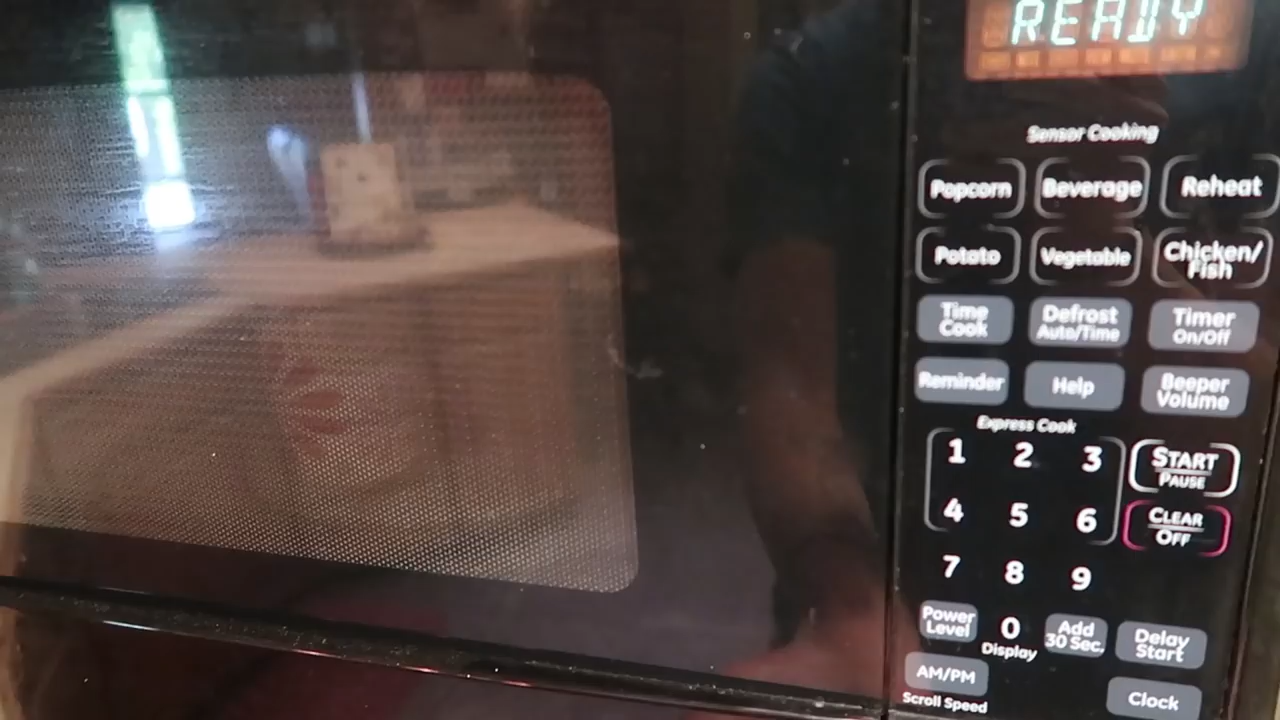 READY
Sensor Cooking
Popcorn
Beverage
Reheat
Potato
Vegetable
Chicken/
Fish
Time
Cook
Defrost
Auto/Time
Timer
On/Off
Reminder
Help
Beeper
Volume
Express Cook
1 2 3
START
PAUSE
4 5 6
CLEAR
OFF
7 8 9
Power
Level
0
Display
Add
30 Sec.
Delay
Start
AM/PM
Scroll Speed
Clock